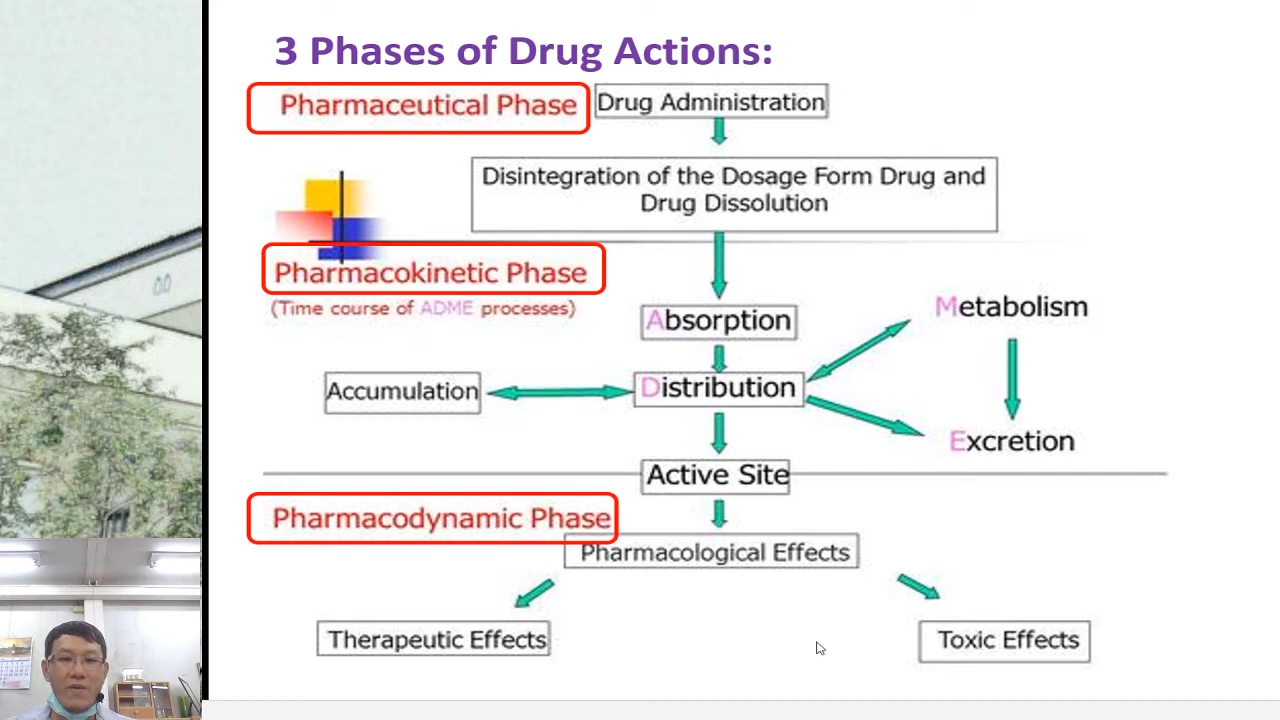 3 Phases of Drug Actions:
Pharmaceutical Phase
Drug Administration
Disintegration of the Dosage Form Drug and
Drug Dissolution
Pharmacokinetic Phase
(Time course of ADME processes)
Absorption
Metabolism
Accumulation
Distribution
Excretion
Active Site
Pharmacodynamic Phase
Pharmacological Effects
Therapeutic Effects
Toxic Effects